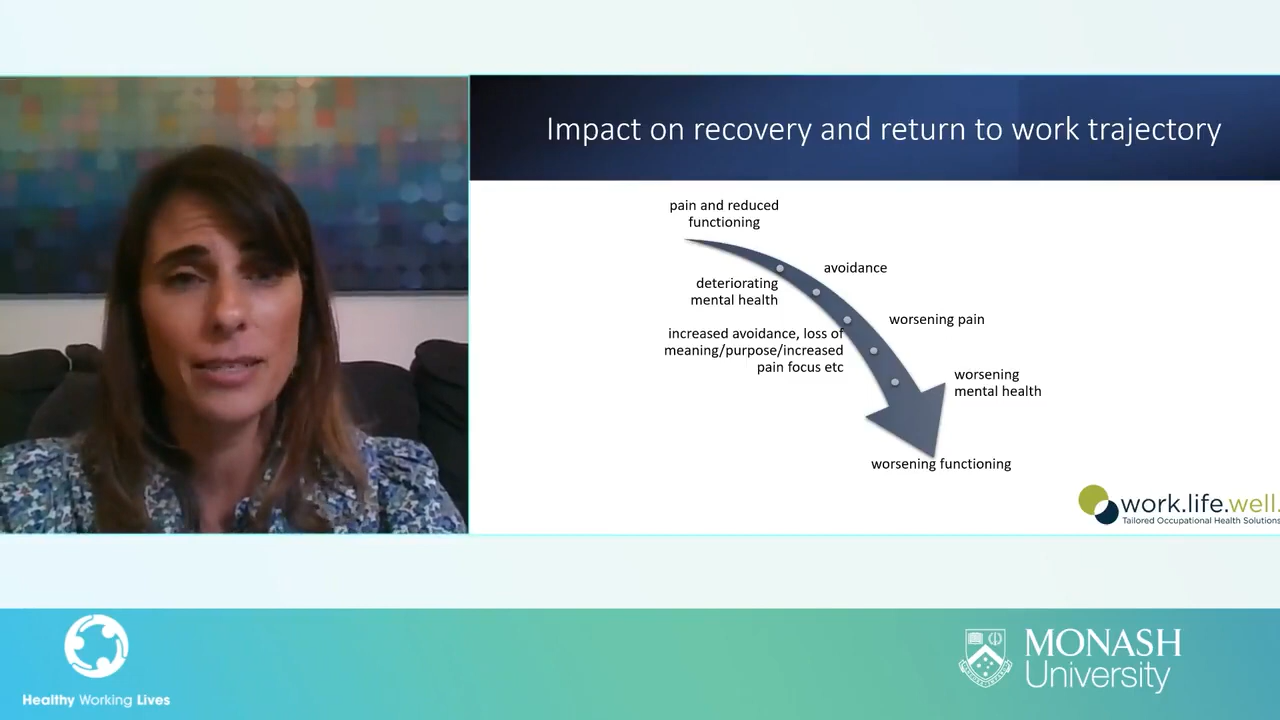 Impact on recovery and return to work trajectory
pain and reduced
functioning
avoidance
deteriorating
mental health
worsening pain
increased avoidance, loss of
meaning/purpose/increased
pain focus etc
worsening
mental health
worsening functioning
work.life.well.
Tailored Occupational Health Solutions
Healthy Working Lives
MONASH
University